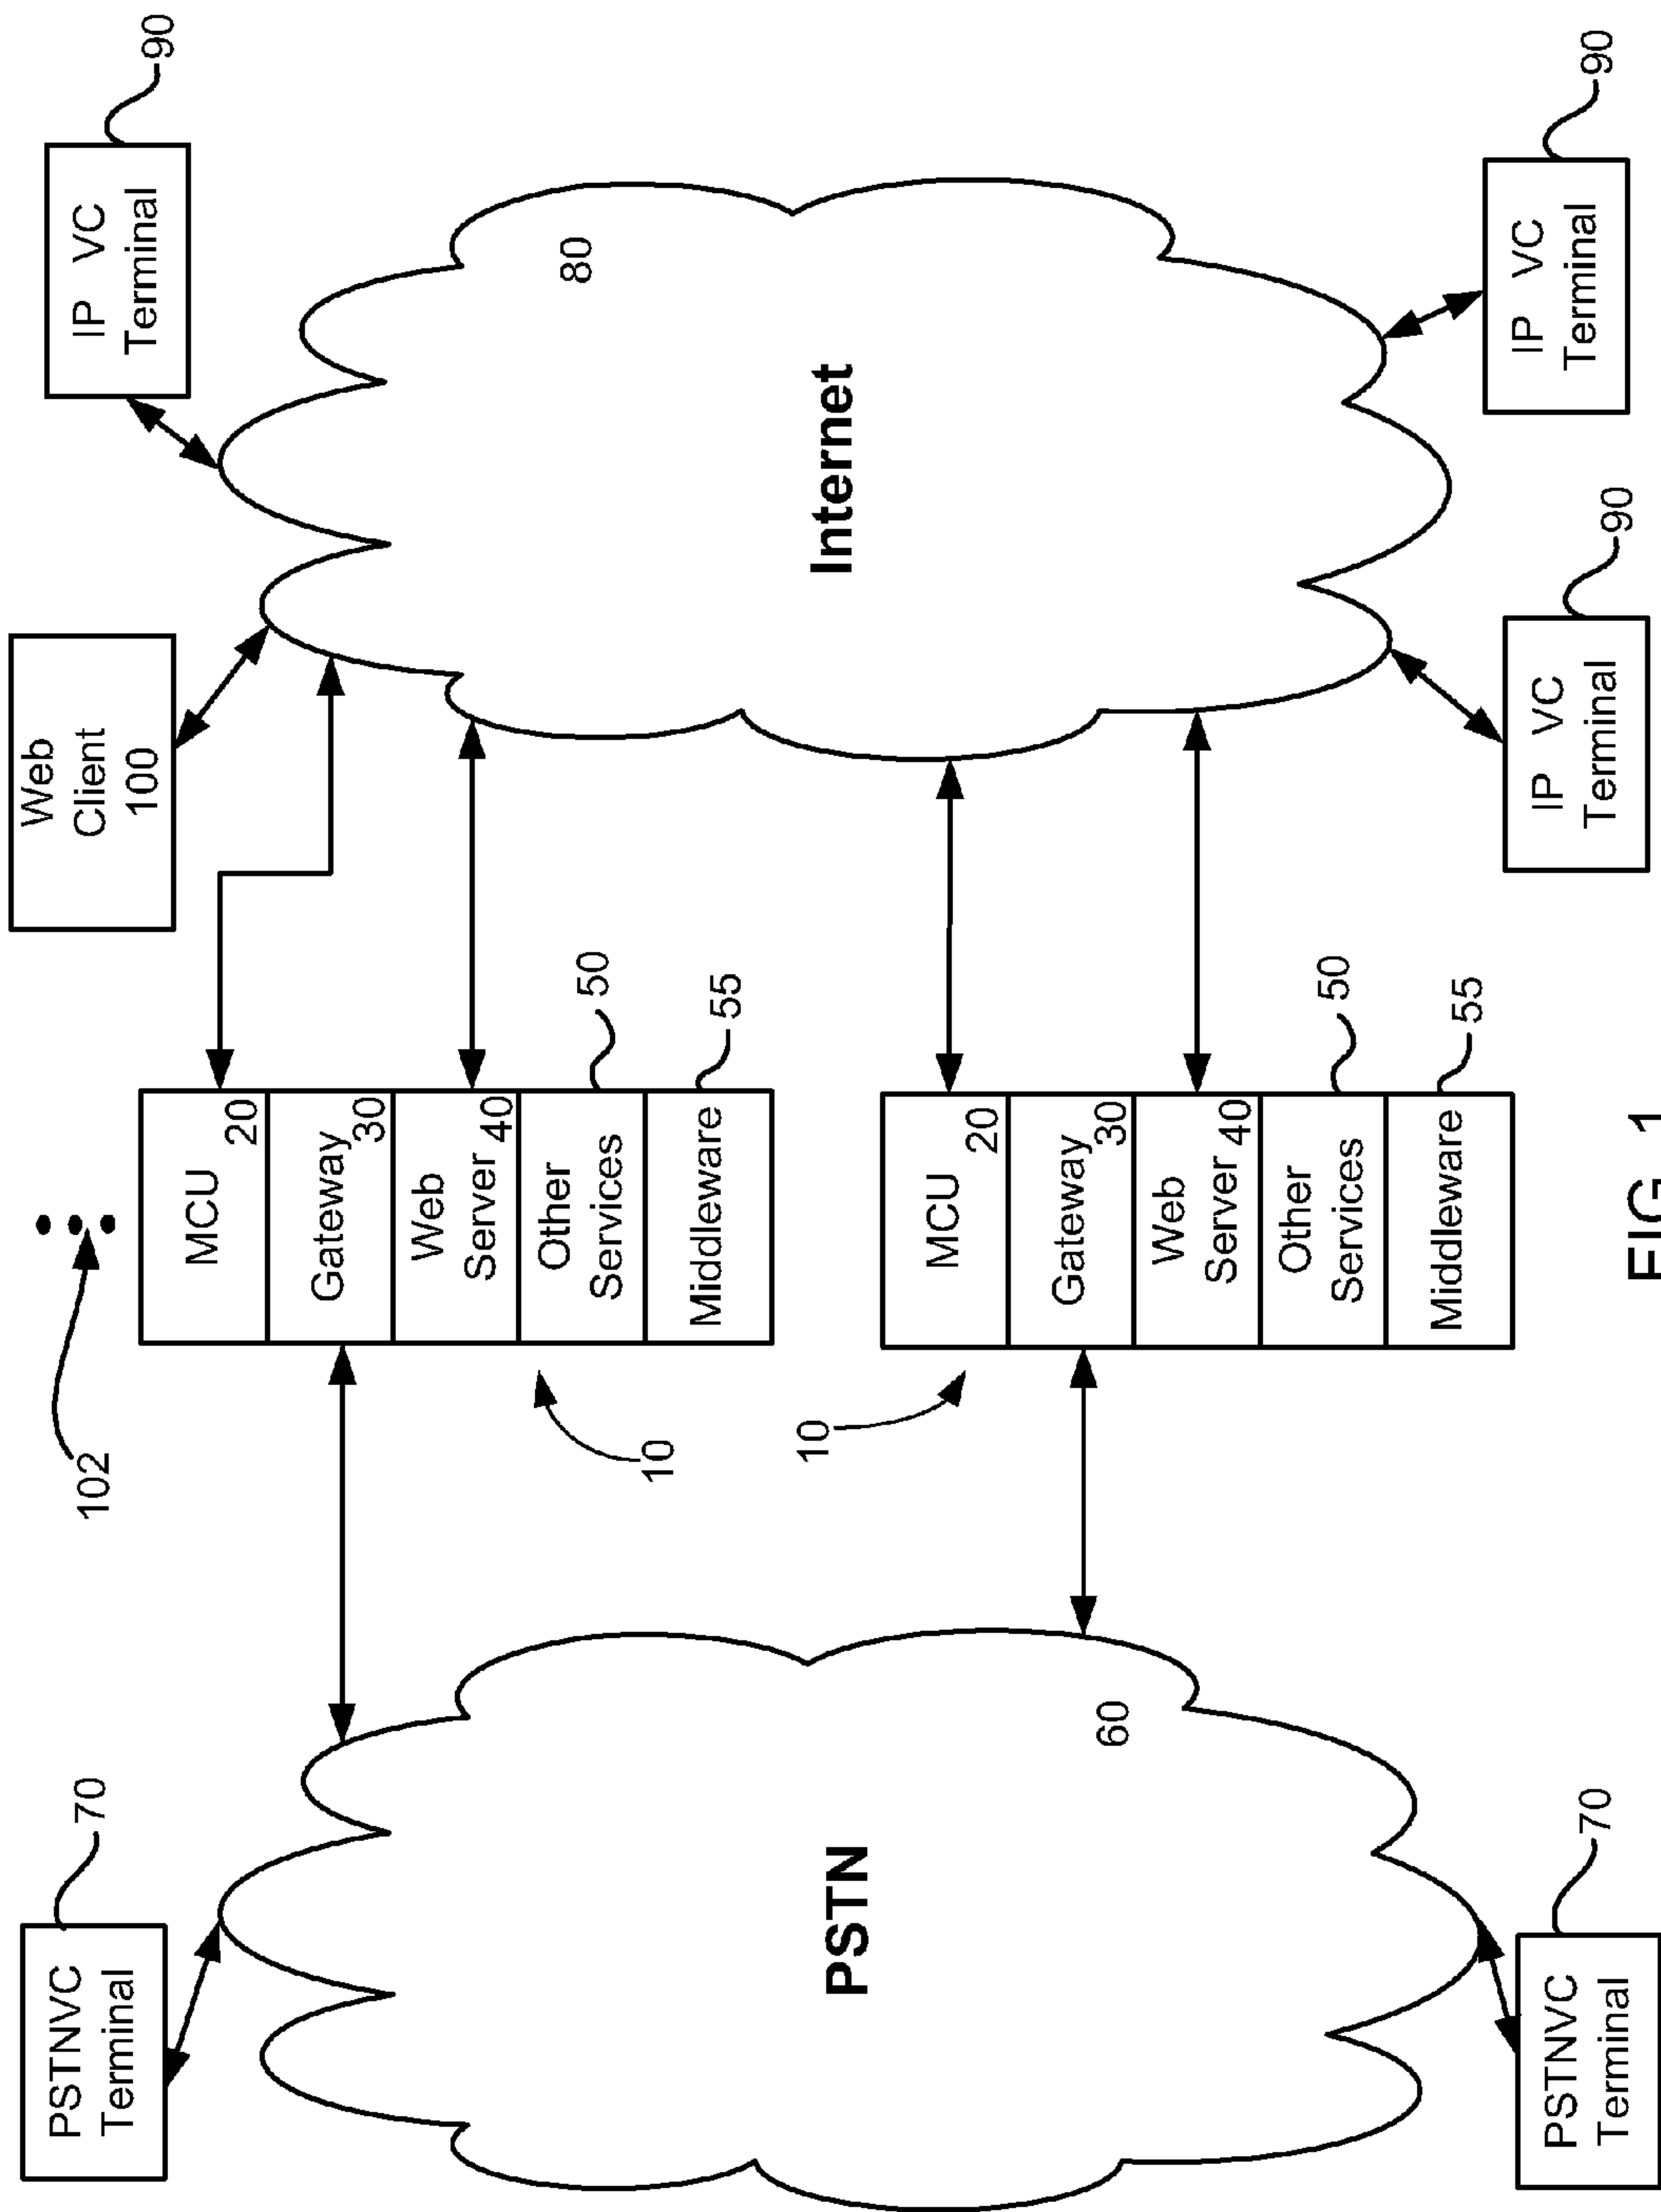 PSTNVC
Terminal
70
102
Web
Client
100
IP VC
Terminal
90
MCU
20
Gateway
30
Web
Server
40
Other
Services
50
Middleware
55
10
PSTN
60
Internet
80
10
MCU
20
Gateway
30
Web
Server
40
Other
Services
50
Middleware
55
PSTNVC
Terminal
70
IP VC
Terminal
90
IP VC
Terminal
90
FIG 1